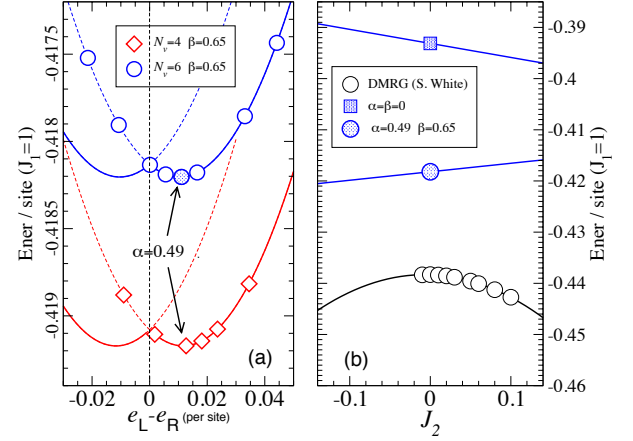 Ener / site (J₁=1)
-0.4175
-0.418
-0.4185
-0.419
Nᵥ=4 β=0.65
Nᵥ=6 β=0.65
α=0.49
(a)
-0.02 0 0.02 0.04
e_L-e_R (per site)
DMRG (S. White)
α=β=0
α=0.49 β=0.65
(b)
-0.1 0 0.1
J₂
-0.39
-0.4
-0.41
-0.42
-0.43
-0.44
-0.45
-0.46
Ener / site (J₁=1)